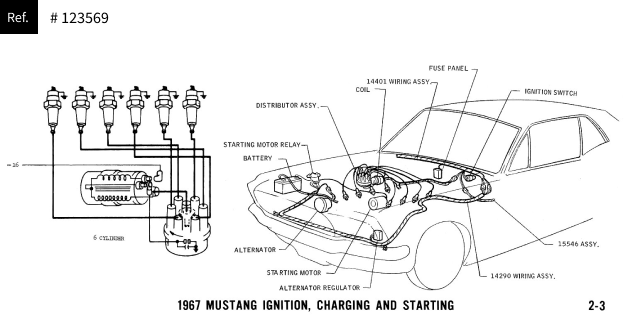 Ref. # 123569
FUSE PANEL
14401 WIRING ASSY.
COIL
IGNITION SWITCH
DISTRIBUTOR ASSY.
STARTING MOTOR RELAY
BATTERY
-16
6 CYLINDER
ALTERNATOR
15546 ASSY.
STARTING MOTOR
14290 WIRING ASSY.
ALTERNATOR REGULATOR
1967 MUSTANG IGNITION, CHARGING AND STARTING 2-3